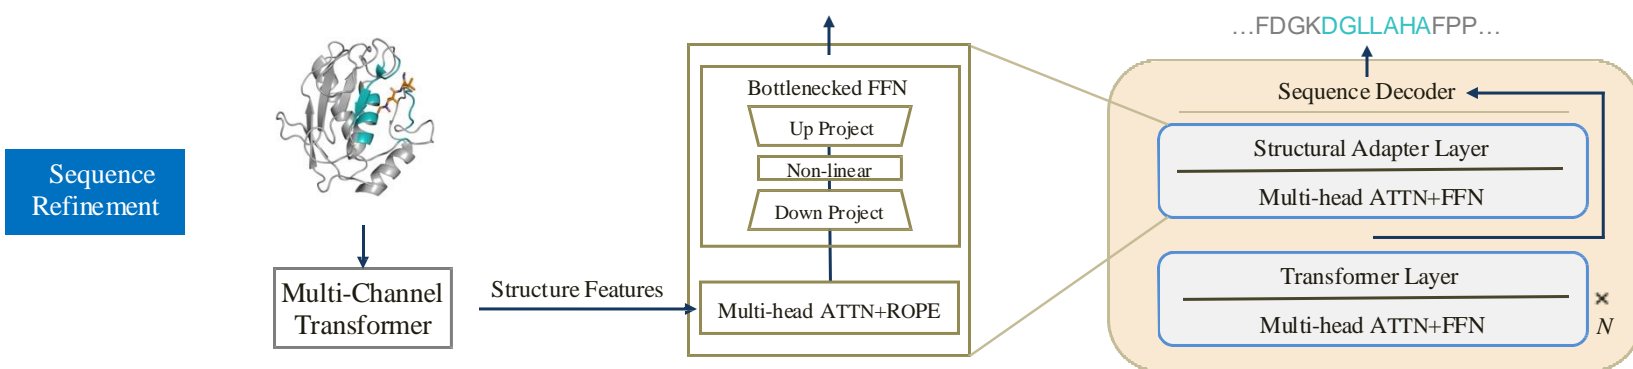 Sequence
Refinement
Multi-Channel
Transformer
Structure Features
Bottlenecked FFN
Up Project
Non-linear
Down Project
Multi-head ATTN+ROPE
…FDGKDGLLAHAFPP…
Sequence Decoder
Structural Adapter Layer
Multi-head ATTN+FFN
Transformer Layer
Multi-head ATTN+FFN
×
N